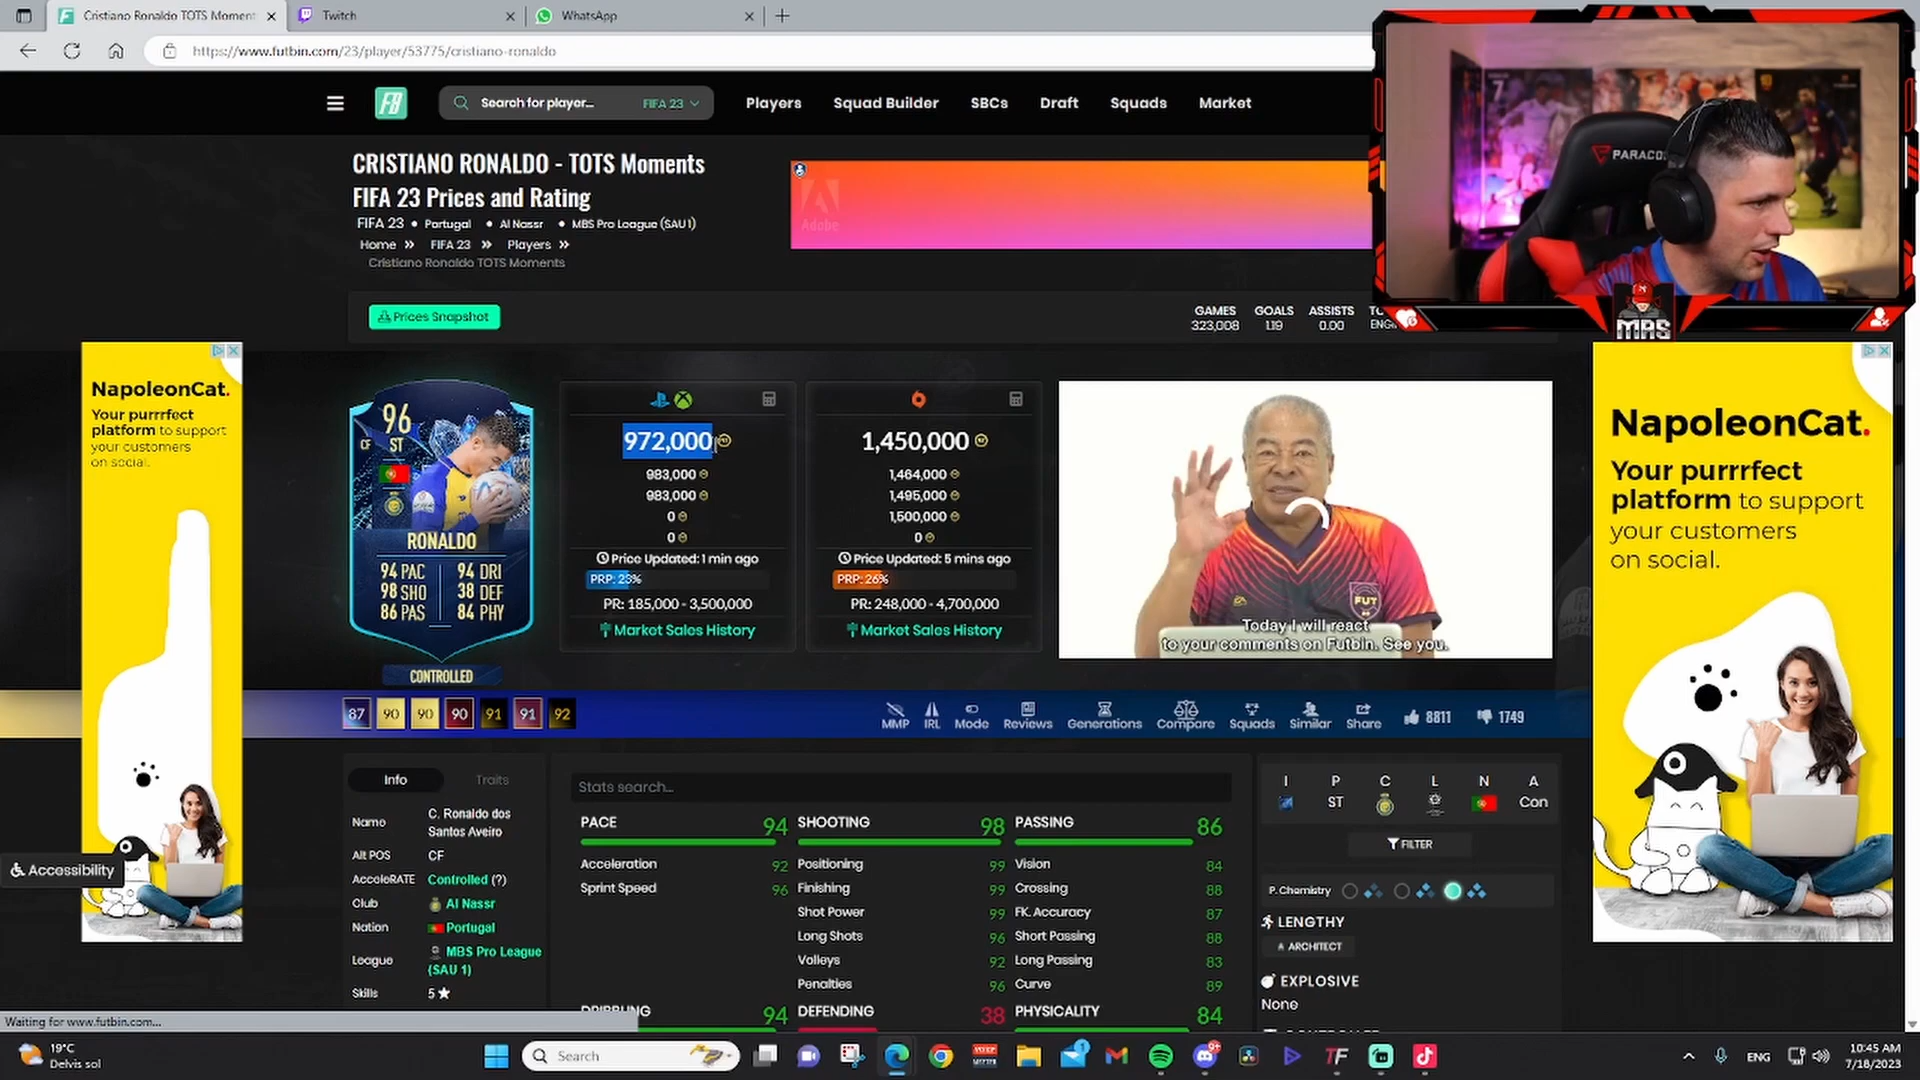 Cristiano Ronaldo TOTS Moment
Twitch
WhatsApp
https://www.futbin.com/23/player/53775/cristiano-ronaldo
FB
Search for player...
FIFA 23
Players
Squad Builder
SBCs
Draft
Squads
Market
CRISTIANO RONALDO - TOTS Moments
FIFA 23 Prices and Rating
FIFA 23 • Portugal • Al Nassr • MBS Pro League (SAU 1)
Home » FIFA 23 » Players »
Cristiano Ronaldo TOTS Moments
Adobe
PARACO
MRS
Prices Snapshot
GAMES
323,008
GOALS
1.19
ASSISTS
0.00
NapoleonCat.
Your purrrfect
platform to support
your customers
on social.
96
CF
ST
RONALDO
94 PAC
98 SHO
86 PAS
94 DRI
38 DEF
84 PHY
CONTROLLED
972,000
983,000
983,000
0
0
Price Updated: 1 min ago
PRP: 23%
PR: 185,000 - 3,500,000
Market Sales History
1,450,000
1,464,000
1,495,000
1,500,000
0
Price Updated: 5 mins ago
PRP: 26%
PR: 248,000 - 4,700,000
Market Sales History
FUT
Today I will react
to your comments on Futbin. See you.
NapoleonCat.
Your purrrfect
platform to support
your customers
on social.
87
90
90
90
91
91
92
MMP
IRL
Mode
Reviews
Generations
Compare
Squads
Similar
Share
8811
1749
Info
Traits
Name
C. Ronaldo dos
Santos Aveiro
Alt POS
CF
AcceleRATE
Controlled (?)
Club
Al Nassr
Nation
Portugal
League
MBS Pro League
(SAU 1)
Skills
5★
Stats search...
PACE 94
Acceleration 92
Sprint Speed 96
SHOOTING 98
Positioning 99
Finishing 99
Shot Power 99
Long Shots 96
Volleys 92
Penalties 96
PASSING 86
Vision 84
Crossing 88
FK. Accuracy 87
Short Passing 88
Long Passing 83
Curve 89
DRIBBLING 94
DEFENDING 38
PHYSICALITY 84
I
P
C
L
N
A
ST
Con
FILTER
P. Chemistry
LENGTHY
ARCHITECT
EXPLOSIVE
None
Accessibility
Waiting for www.futbin.com...
19°C
Delvis sol
Search
1
9+
ENG
10:45 AM
7/18/2023